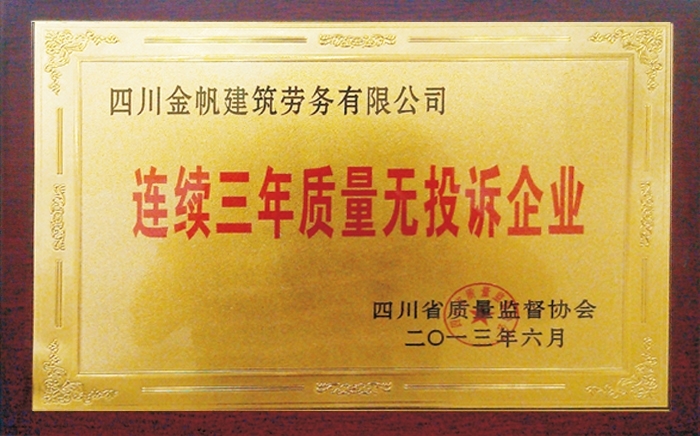 四川金帆建筑劳务有限公司
连续三年质量无投诉企业
四川省质量监督协会
二〇一三年六月